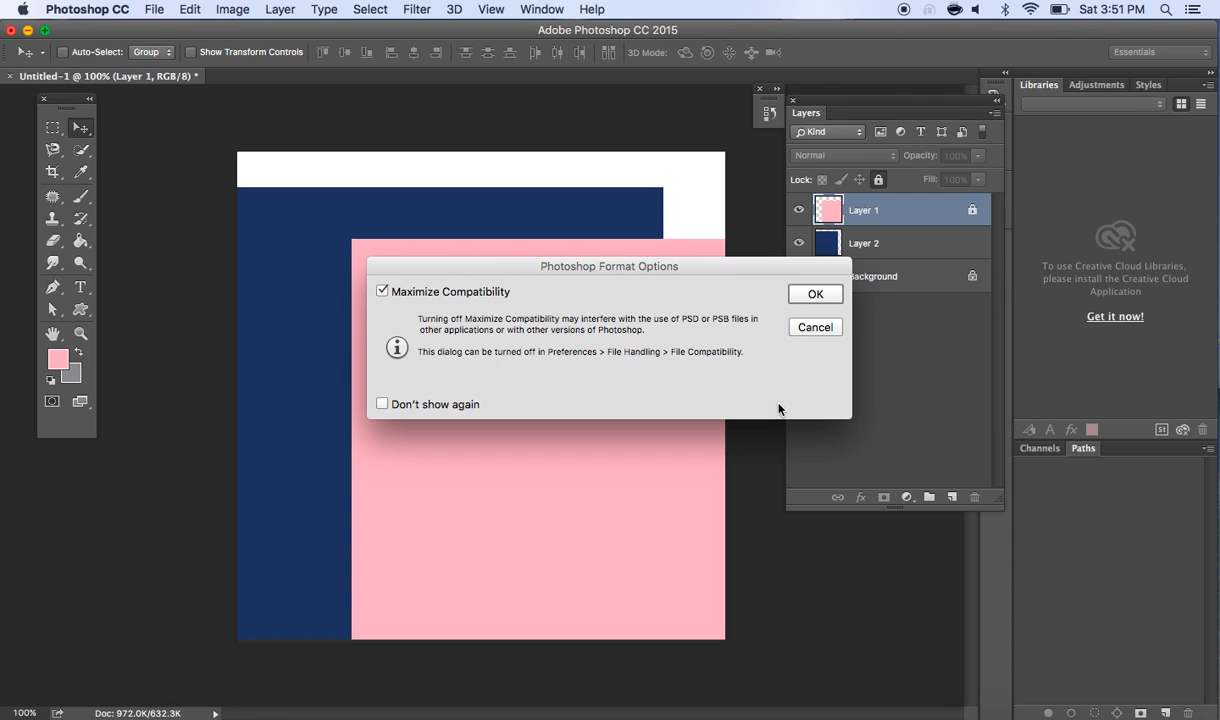 Photoshop CC File Edit Image Layer Type Select Filter 3D View Window Help Sat 3:51 PM
Adobe Photoshop CC 2015
Auto-Select: Group Show Transform Controls 3D Mode: Essentials
× Untitled-1 @ 100% (Layer 1, RGB/8) *
Libraries Adjustments Styles
Layers
Kind
Normal Opacity: 100%
Lock: Fill: 100%
Layer 1
Layer 2
Background
Photoshop Format Options
Maximize Compatibility
OK
Turning off Maximize Compatibility may interfere with the use of PSD or PSB files in
other applications or with other versions of Photoshop.
Cancel
This dialog can be turned off in Preferences > File Handling > File Compatibility.
Don't show again
To use Creative Cloud Libraries,
please install the Creative Cloud
Application
Get it now!
fx
A fx St
Channels Paths
100% Doc: 972.0K/632.3K